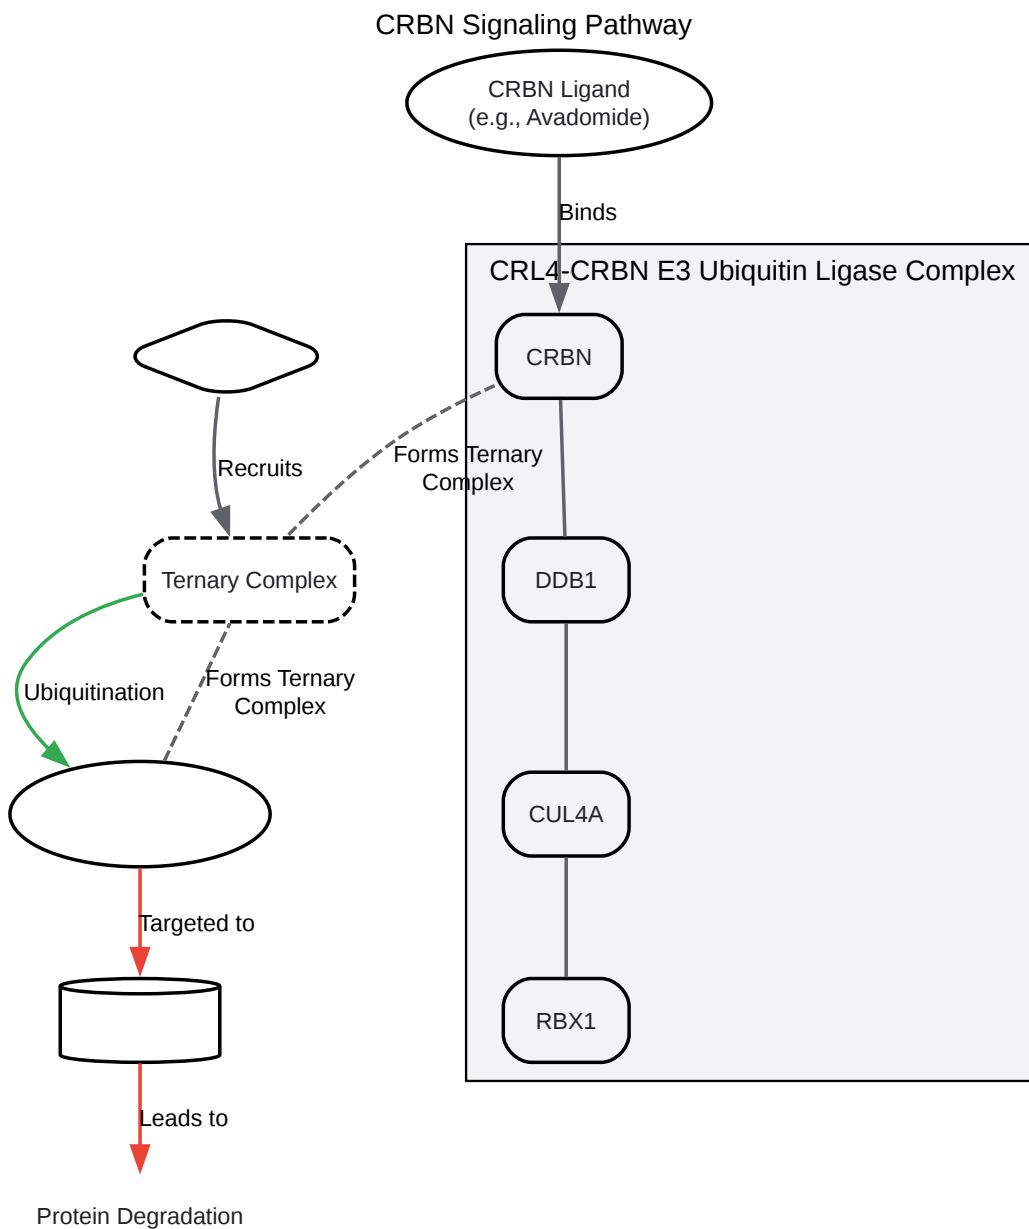 CRBN Signaling Pathway
CRBN Ligand
(e.g., Avadomide)
Binds
CRL4-CRBN E3 Ubiquitin Ligase Complex
CRBN
Recruits
Forms Ternary
Complex
Ternary Complex
DDB1
Ubiquitination
Forms Ternary
Complex
CUL4A
Targeted to
RBX1
Leads to
Protein Degradation